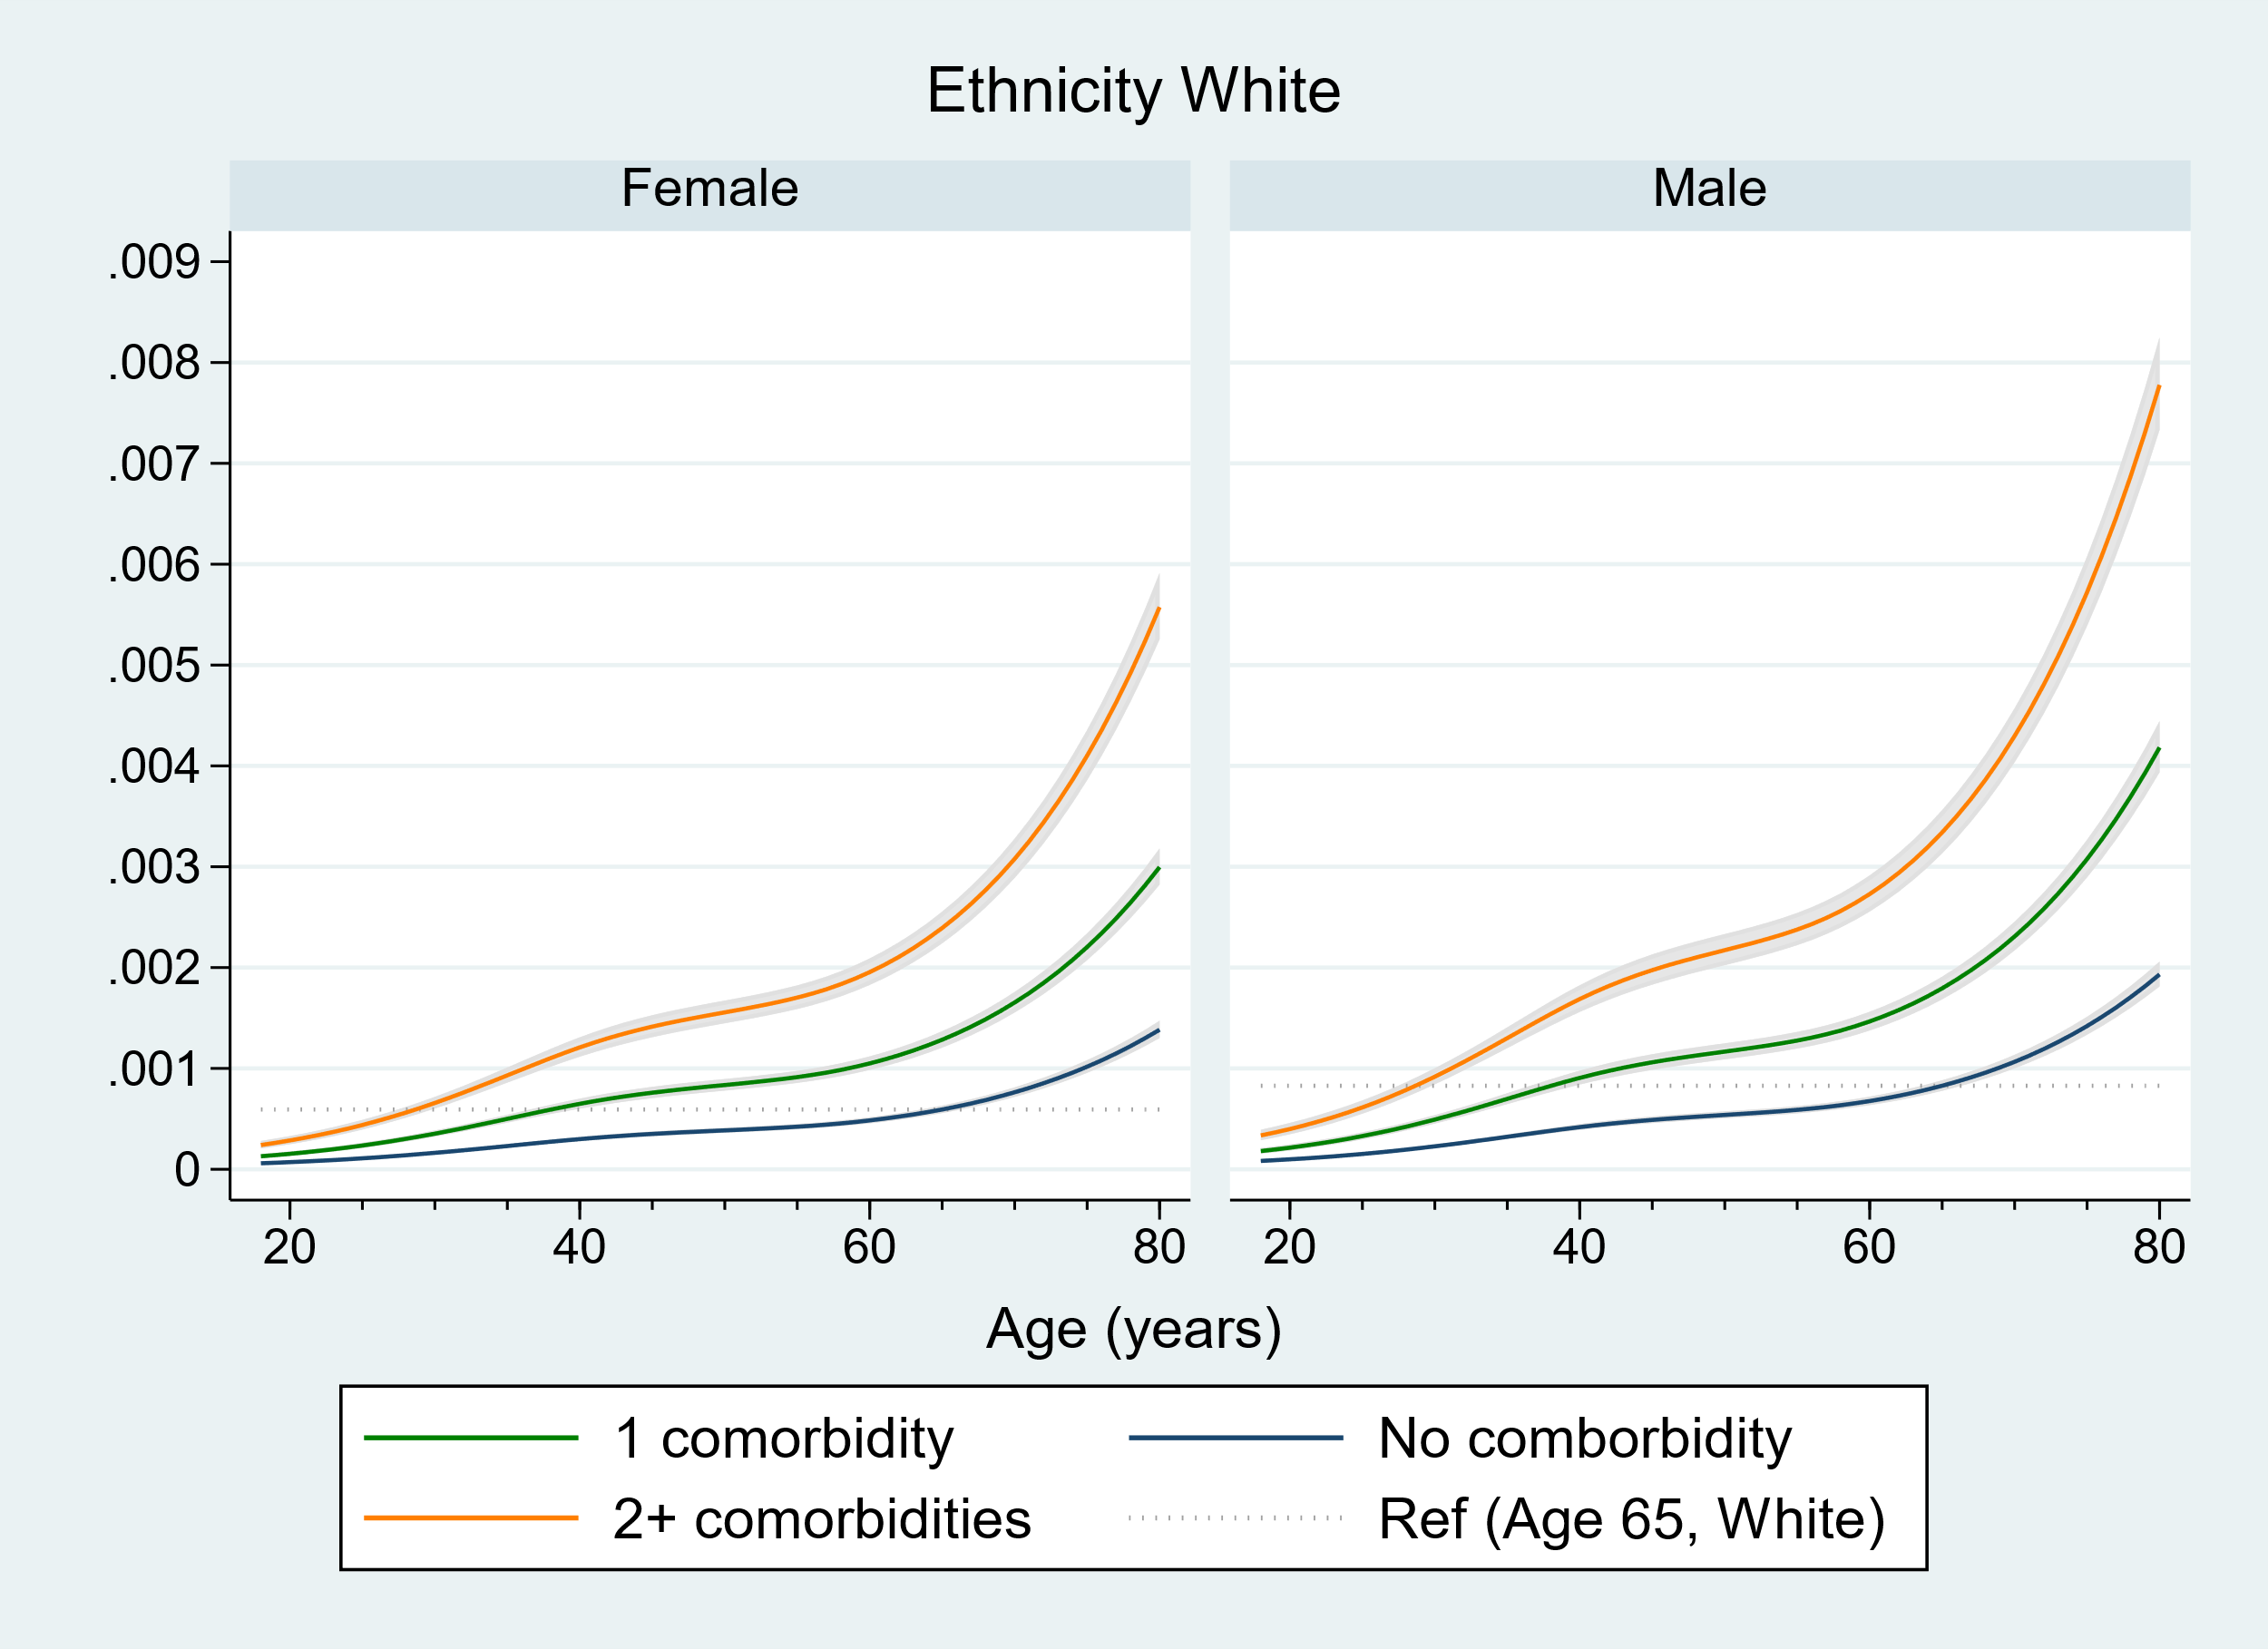 Ethnicity White
Female
Male
.009
.008
.007
.006
.005
.004
.003
.002
.001
0
20 40 60 80
20 40 60 80
Age (years)
1 comorbidity
No comborbidity
2+ comorbidities
Ref (Age 65, White)